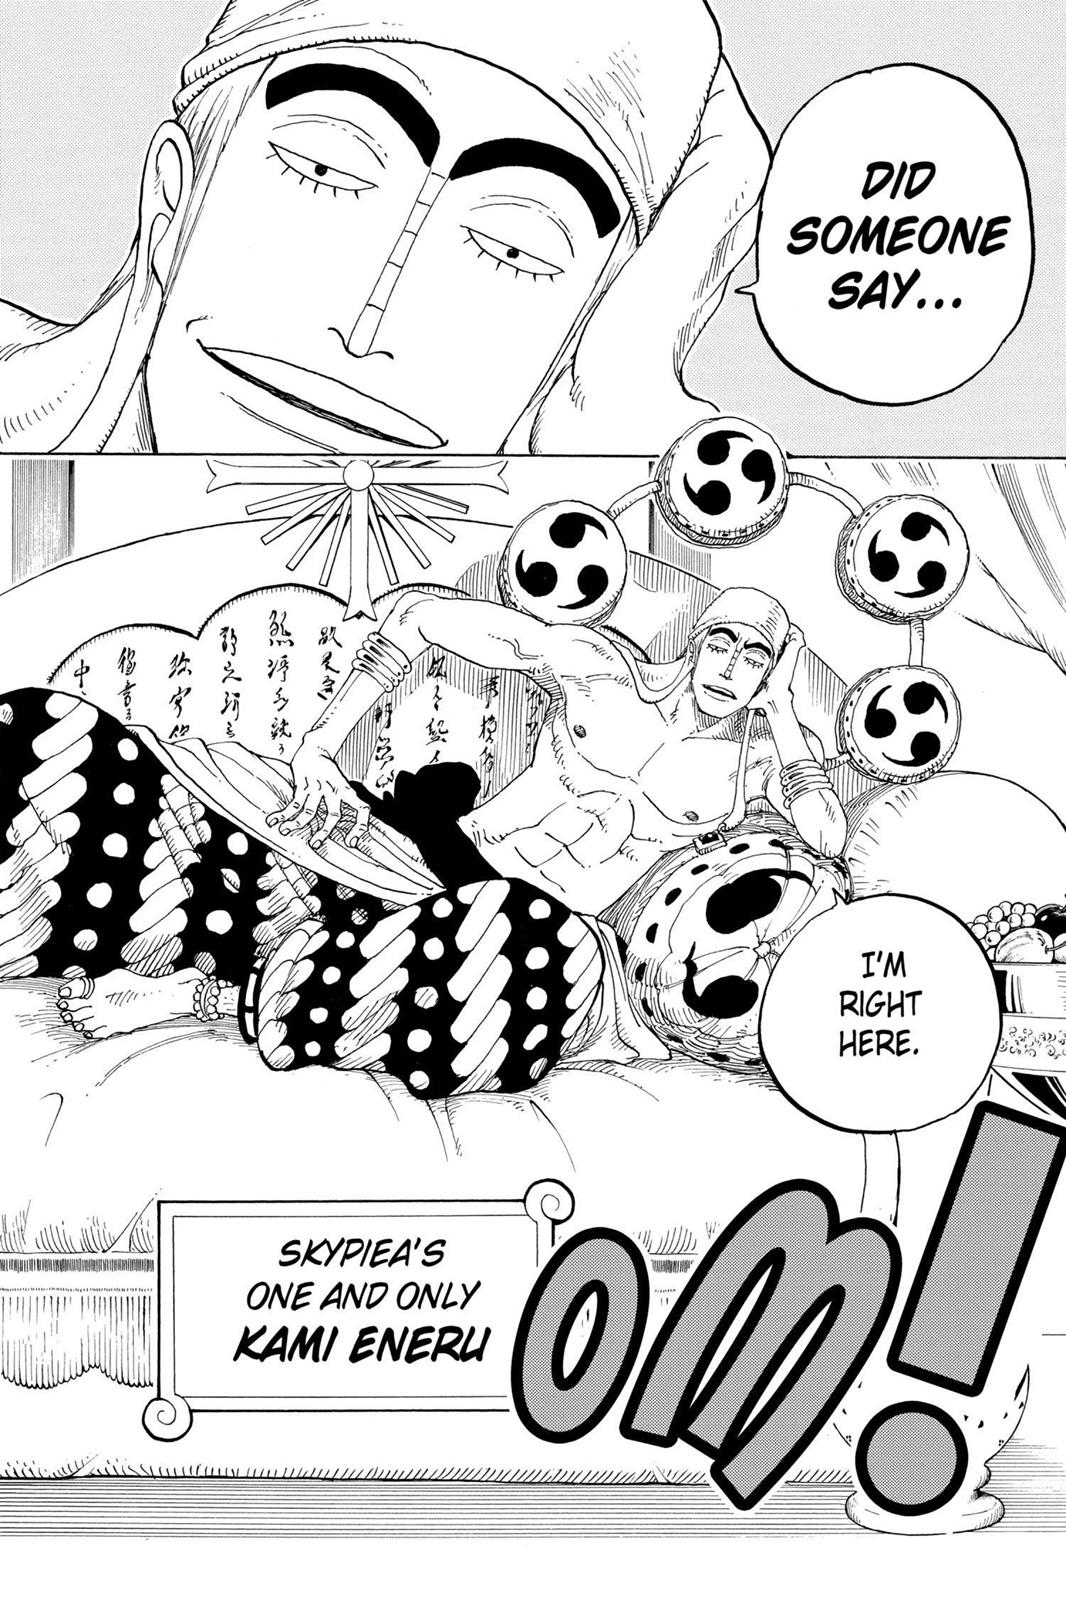 DID
SOMEONE
SAY...
I'M
RIGHT
HERE.
SKYPIEA'S
ONE AND ONLY
KAMI ENERU
OM!